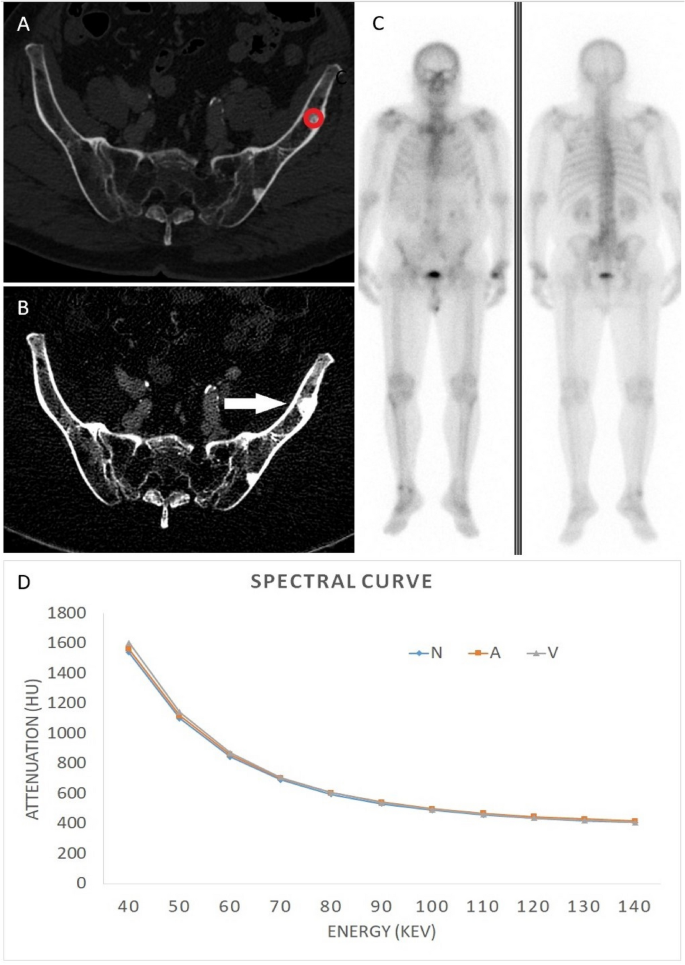 A
C
B
D
SPECTRAL CURVE
N A V
1800
1600
1400
1200
1000
800
600
400
200
0
ATTENUATION (HU)
40 50 60 70 80 90 100 110 120 130 140
ENERGY (KEV)